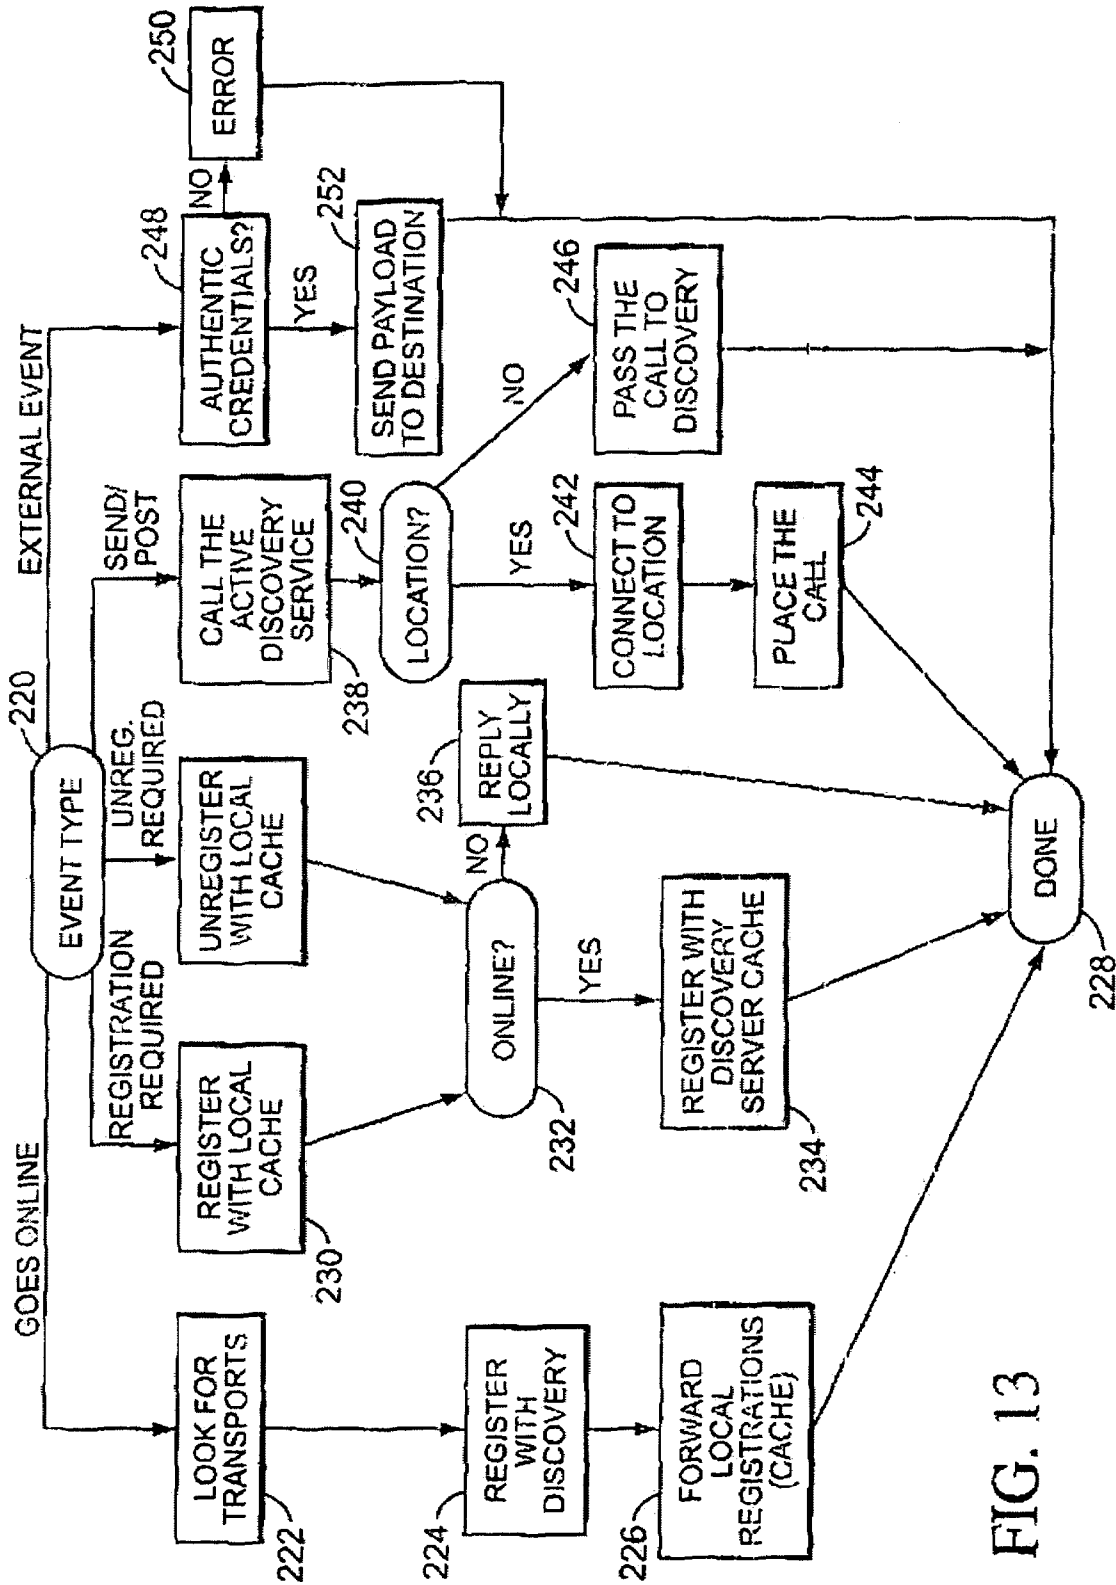 EVENT TYPE
220
GOES ONLINE
REGISTRATION
REQUIRED
UNREG.
REQUIRED
SEND/
POST
EXTERNAL EVENT
LOOK FOR
TRANSPORTS
222
REGISTER
WITH LOCAL
CACHE
230
UNREGISTER
WITH LOCAL
CACHE
CALL THE
ACTIVE
DISCOVERY
SERVICE
238
AUTHENTIC
CREDENTIALS?
248
NO
ERROR
250
YES
SEND PAYLOAD
TO DESTINATION
252
LOCATION?
240
REGISTER
WITH
DISCOVERY
224
ONLINE?
232
NO
REPLY
LOCALLY
236
YES
YES
NO
CONNECT TO
LOCATION
242
PASS THE
CALL TO
DISCOVERY
246
FORWARD
LOCAL
REGISTRATIONS
(CACHE)
226
REGISTER WITH
DISCOVERY
SERVER CACHE
234
PLACE THE
CALL
244
DONE
228
FIG. 13